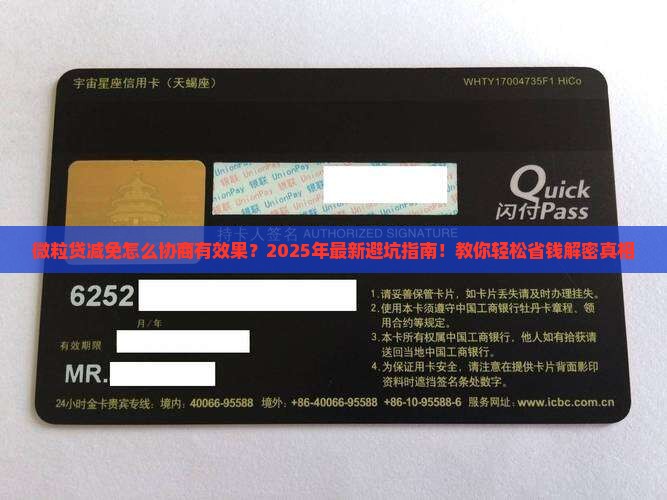 宇宙星座信用卡（天蝎座）
WHTY17004735F1 HiCo
银联 UnionPay
Quick
闪付Pass
持卡人签名 AUTHORIZED SIGNATURE
微粒贷减免怎么协商有效果？2025年最新避坑指南！教你轻松省钱解密真相
6252
月/年
有效期限
MR.
1.请妥善保管卡片，如卡片丢失请及时办理挂失。
2.使用本卡须遵守中国工商银行牡丹卡章程、领
用合约等规定。
3.本卡所有权属中国工商银行，他人如有拾获请
送回当地中国工商银行。
4.为保证用卡安全，请注意在提供卡片背面影印
资料时遮挡签名条处数字。
24小时金卡贵宾专线：境内：40066-95588 境外：+86-40066-95588 +86-10-95588-6 服务网址：www.icbc.com.cn